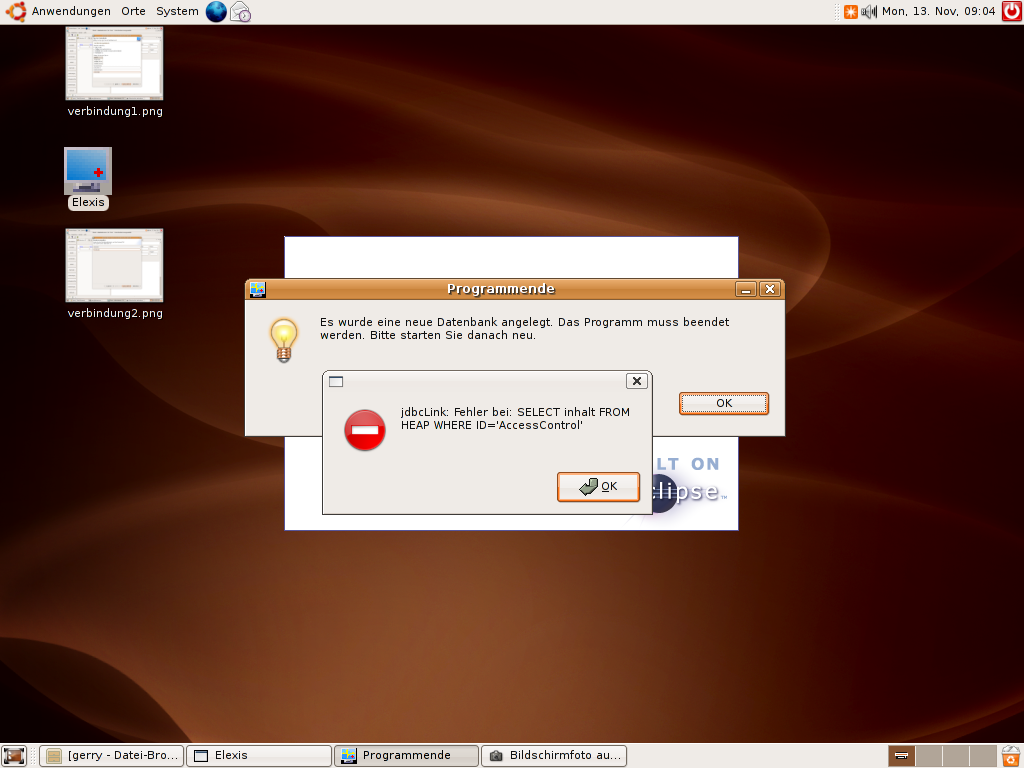 Anwendungen Orte System
Mon, 13. Nov, 09:04
verbindung1.png
Elexis
verbindung2.png
Programmende
Es wurde eine neue Datenbank angelegt. Das Programm muss beendet
werden. Bitte starten Sie danach neu.
OK
jdbcLink: Fehler bei: SELECT inhalt FROM
HEAP WHERE ID='AccessControl'
OK
LT ON
clipse™
[gerry - Datei-Bro...
Elexis
Programmende
Bildschirmfoto au...